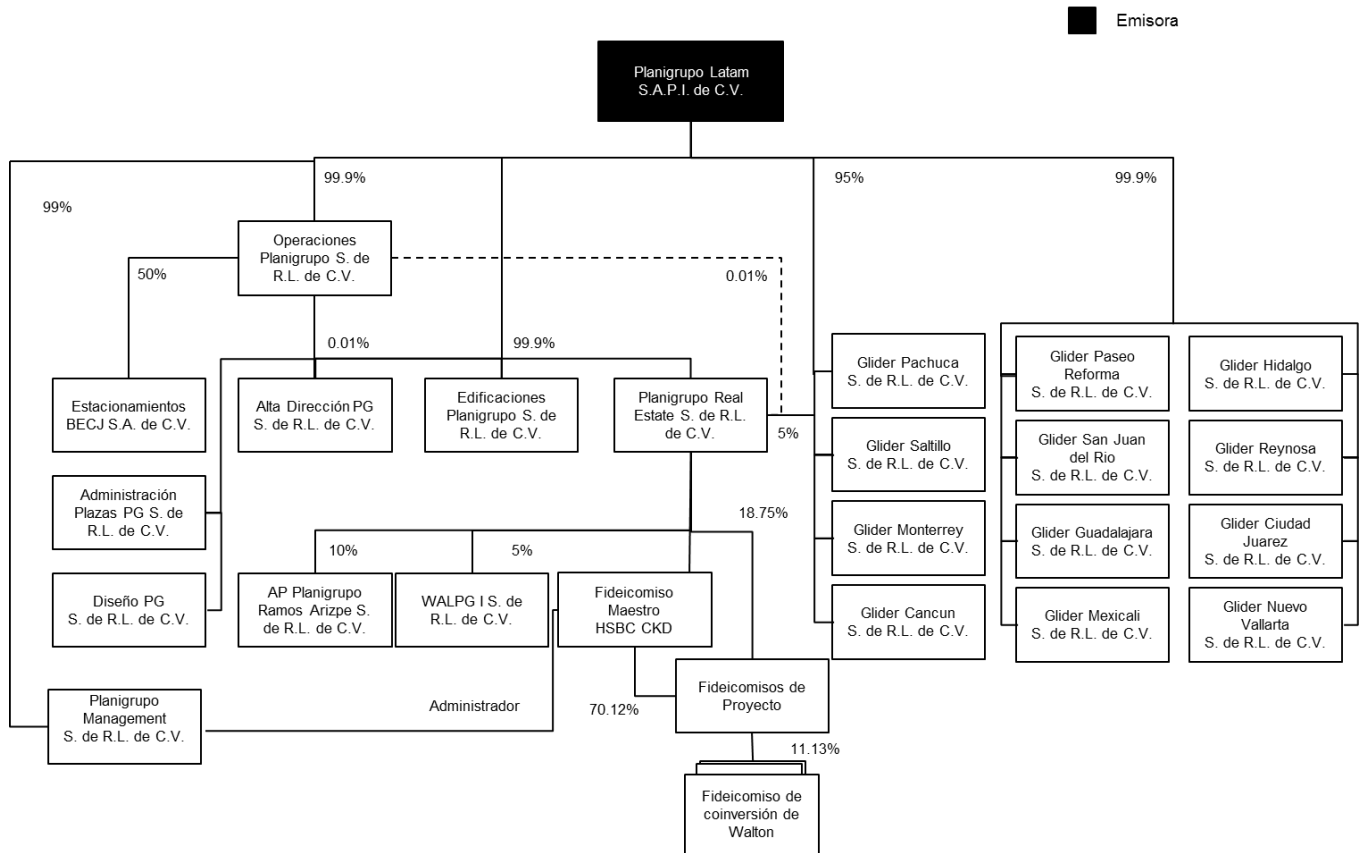 Emisora
Planigrupo Latam
S.A.P.I. de C.V.
99.9%
95%
99.9%
99%
Operaciones
Planigrupo S. de
R.L. de C.V.
50%
0.01%
0.01%
99.9%
Estacionamientos
BECJ S.A. de C.V.
Alta Dirección PG
S. de R.L. de C.V.
Edificaciones
Planigrupo S. de
R.L. de C.V.
Planigrupo Real
Estate S. de R.L.
de C.V.
5%
Glider Pachuca
S. de R.L. de C.V.
Glider Paseo
Reforma
S. de R.L. de C.V.
Glider Hidalgo
S. de R.L. de C.V.
Glider Saltillo
S. de R.L. de C.V.
Glider San Juan
del Rio
S. de R.L. de C.V.
Glider Reynosa
S. de R.L. de C.V.
Administración
Plazas PG S. de
R.L. de C.V.
18.75%
Glider Monterrey
S. de R.L. de C.V.
Glider Guadalajara
S. de R.L. de C.V.
Glider Ciudad
Juarez
S. de R.L. de C.V.
10%
5%
Diseño PG
S. de R.L. de C.V.
AP Planigrupo
Ramos Arizpe S.
de R.L. de C.V.
WALPG I S. de
R.L. de C.V.
Fideicomiso
Maestro
HSBC CKD
Glider Cancun
S. de R.L. de C.V.
Glider Mexicali
S. de R.L. de C.V.
Glider Nuevo
Vallarta
S. de R.L. de C.V.
Planigrupo
Management
S. de R.L. de C.V.
Administrador
70.12%
Fideicomisos de
Proyecto
11.13%
Fideicomiso de
coinversión de
Walton